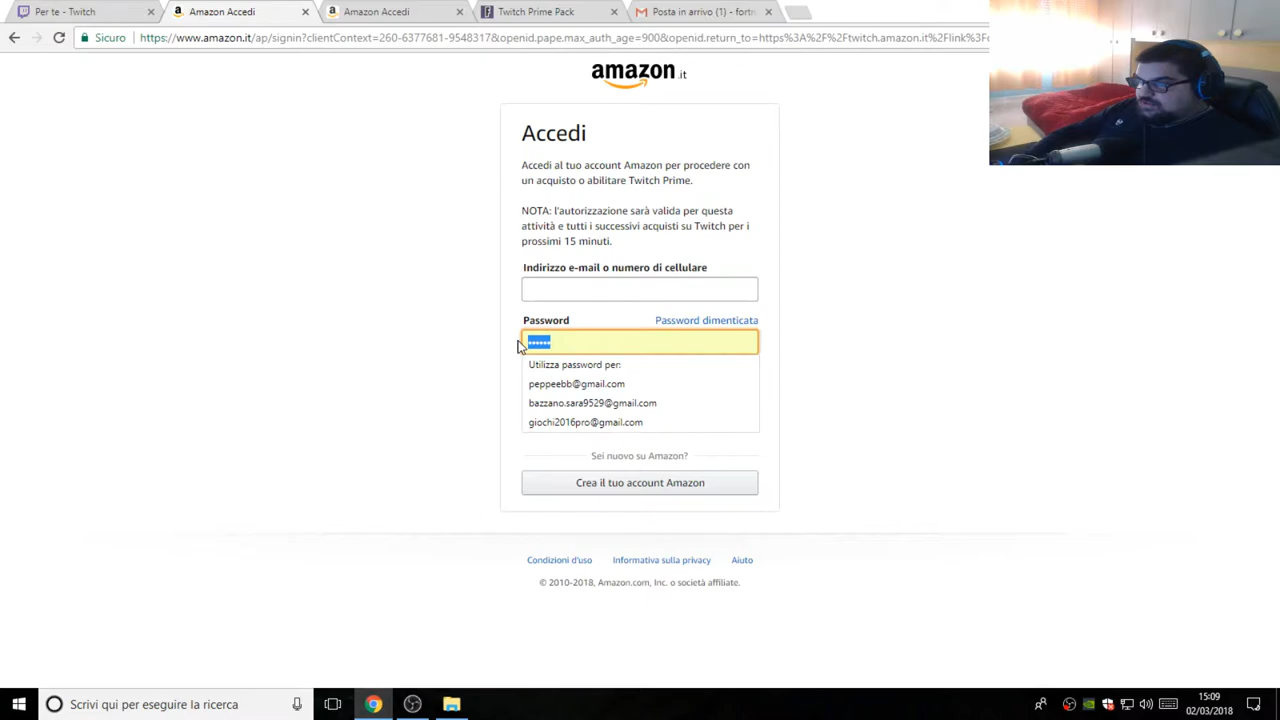 Per te - Twitch
Amazon Accedi
Amazon Accedi
Twitch Prime Pack
Posta in arrivo (1) - fortn
Sicuro
https://www.amazon.it/ap/signin?clientContext=260-6377681-9548317&openid.pape.max_auth_age=900&openid.return_to=https%3A%2F%2Ftwitch.amazon.it%2Flink%3F
amazon.it
Accedi
Accedi al tuo account Amazon per procedere con
un acquisto o abilitare Twitch Prime.
NOTA: l'autorizzazione sarà valida per questa
attività e tutti i successivi acquisti su Twitch per i
prossimi 15 minuti.
Indirizzo e-mail o numero di cellulare
Password
Password dimenticata
••••••
Utilizza password per:
peppeebb@gmail.com
bazzano.sara9529@gmail.com
giochi2016pro@gmail.com
Sei nuovo su Amazon?
Crea il tuo account Amazon
Condizioni d'uso
Informativa sulla privacy
Aiuto
© 2010-2018, Amazon.com, Inc. o società affiliate.
Scrivi qui per eseguire la ricerca
15:09
02/03/2018